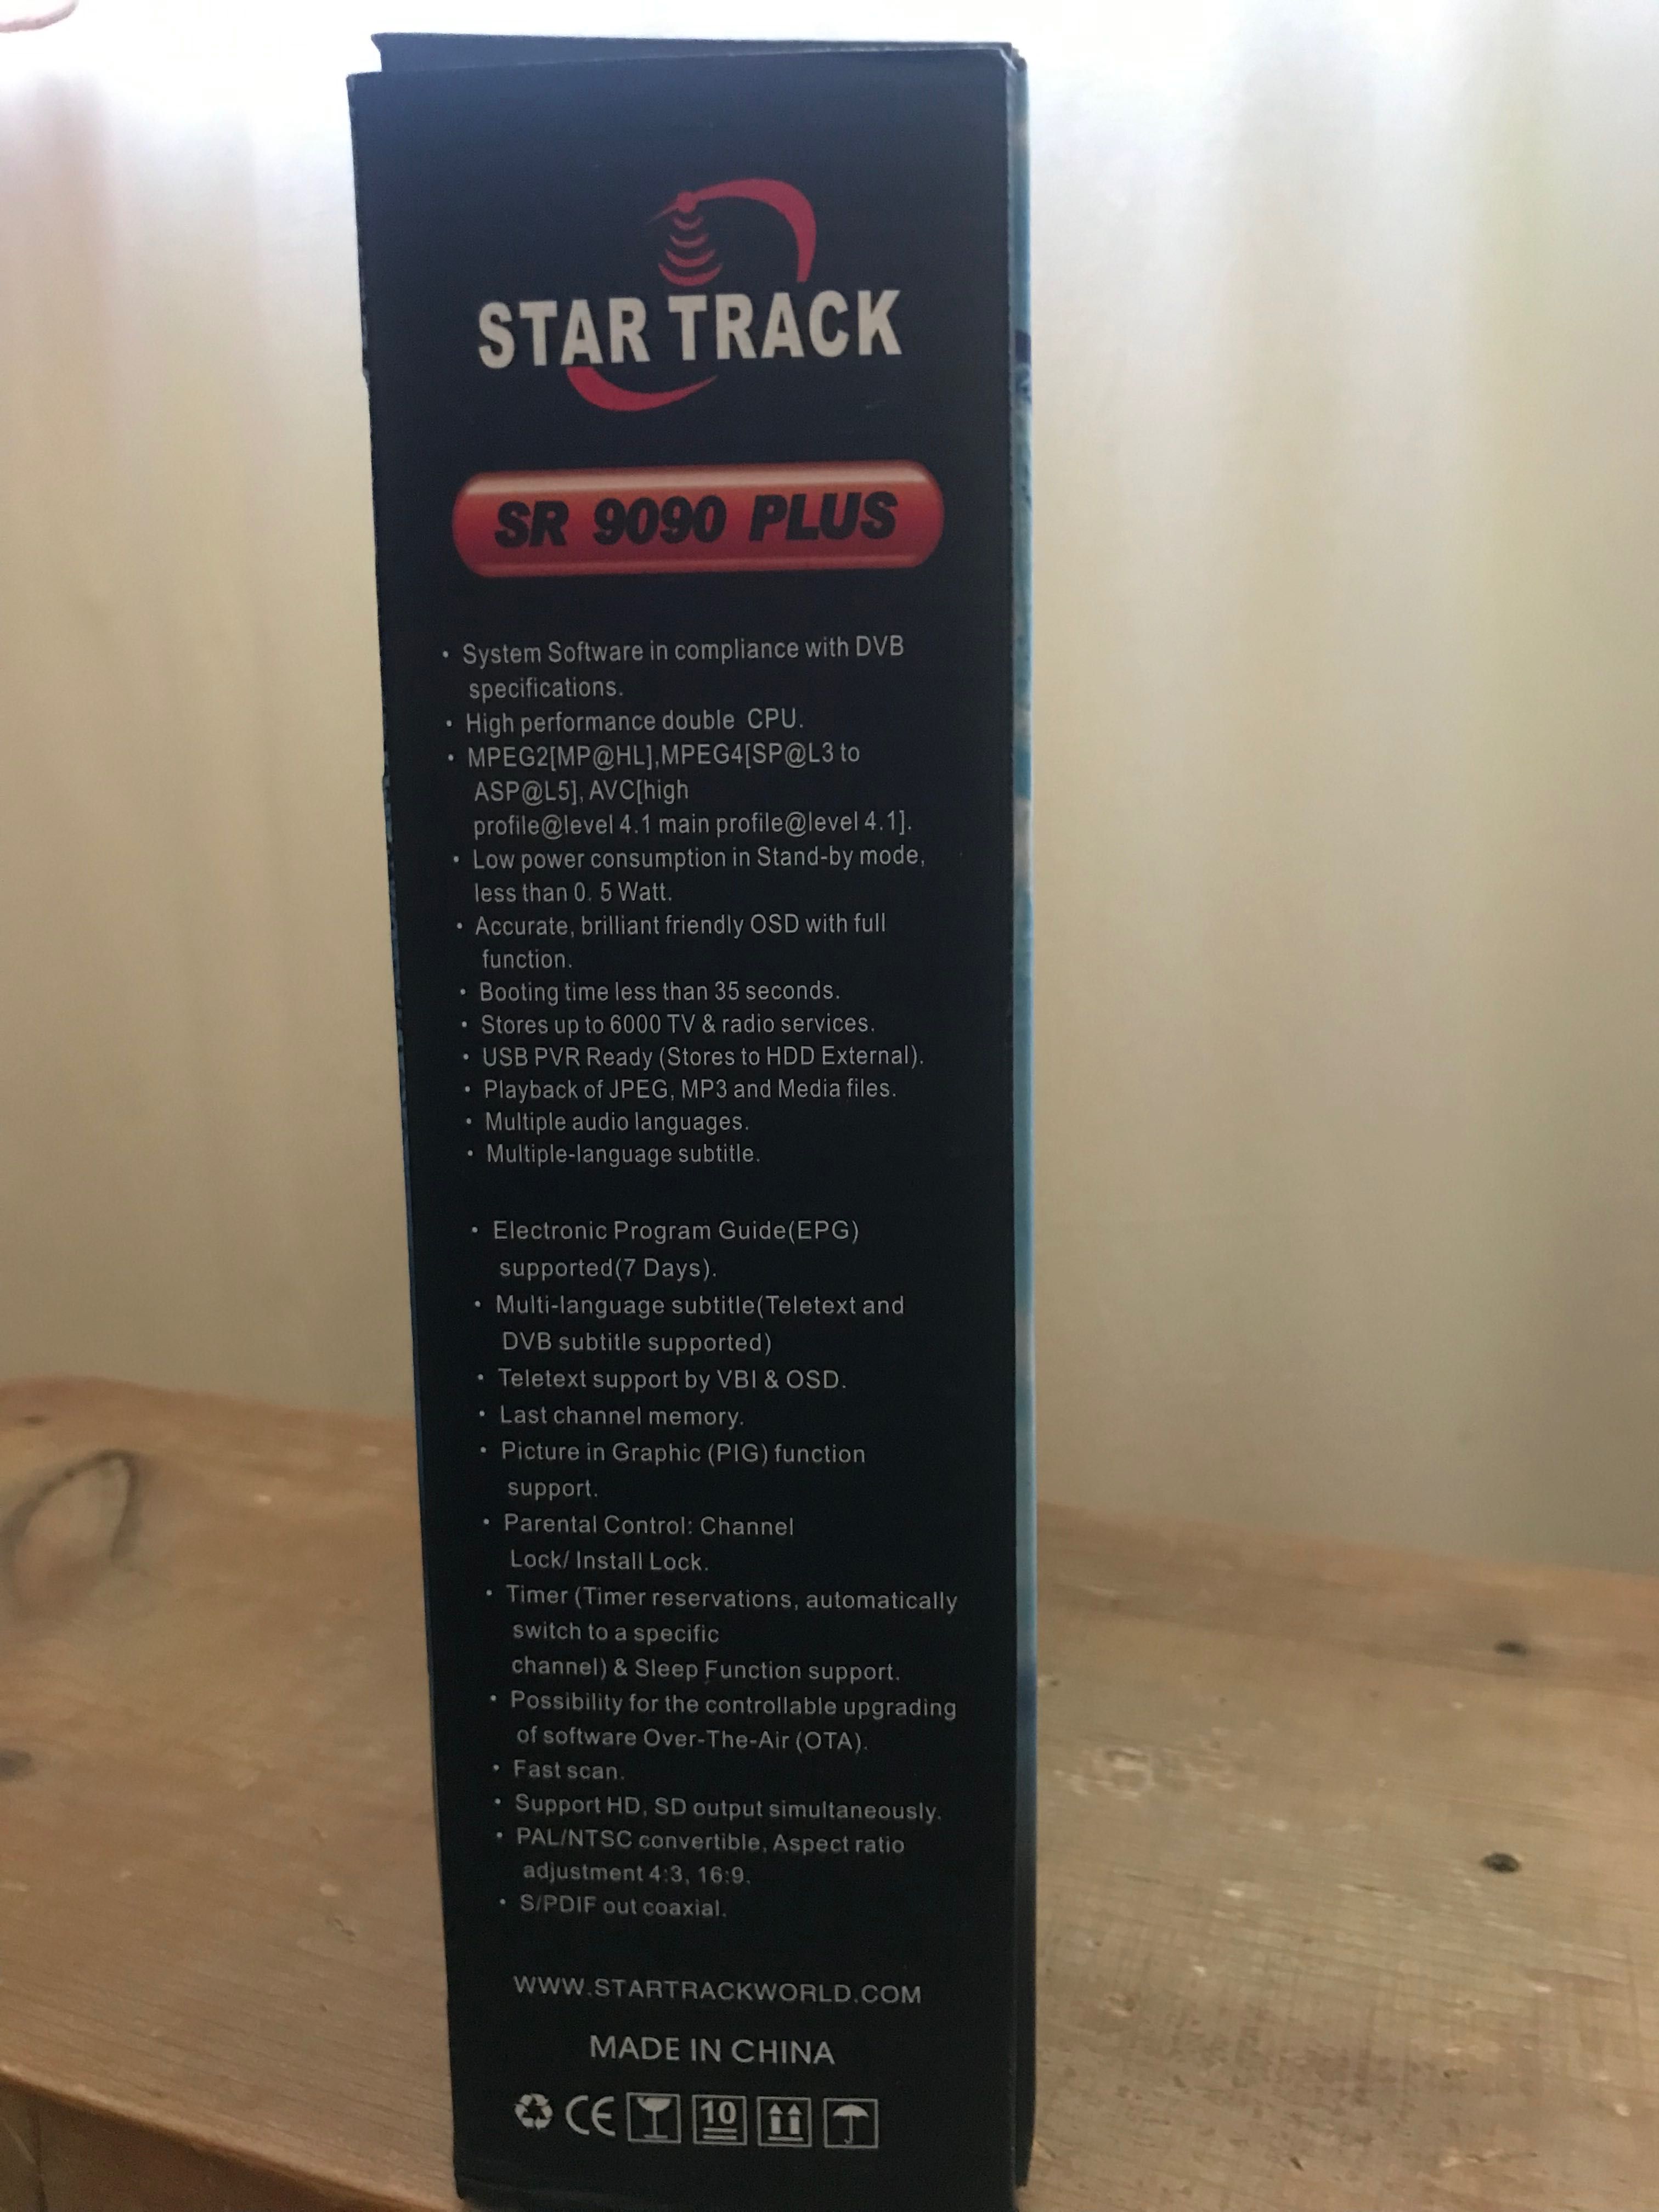 STAR TRACK
SR 9090 PLUS
• System Software in compliance with DVB
specifications.
• High performance double CPU.
• MPEG2[MP@HL],MPEG4[SP@L3 to
ASP@L5], AVC[high
profile@level 4.1 main profile@level 4.1].
• Low power consumption in Stand-by mode,
less than 0. 5 Watt.
• Accurate, brilliant friendly OSD with full
function.
• Booting time less than 35 seconds.
• Stores up to 6000 TV & radio services.
• USB PVR Ready (Stores to HDD External).
• Playback of JPEG, MP3 and Media files.
• Multiple audio languages.
• Multiple-language subtitle.
• Electronic Program Guide(EPG)
supported(7 Days).
• Multi-language subtitle(Teletext and
DVB subtitle supported)
• Teletext support by VBI & OSD.
• Last channel memory.
• Picture in Graphic (PIG) function
support.
• Parental Control: Channel
Lock/ Install Lock.
• Timer (Timer reservations, automatically
switch to a specific
channel) & Sleep Function support.
• Possibility for the controllable upgrading
of software Over-The-Air (OTA).
• Fast scan.
• Support HD, SD output simultaneously.
• PAL/NTSC convertible, Aspect ratio
adjustment 4:3, 16:9.
• S/PDIF out coaxial.
WWW.STARTRACKWORLD.COM
MADE IN CHINA
CE 10